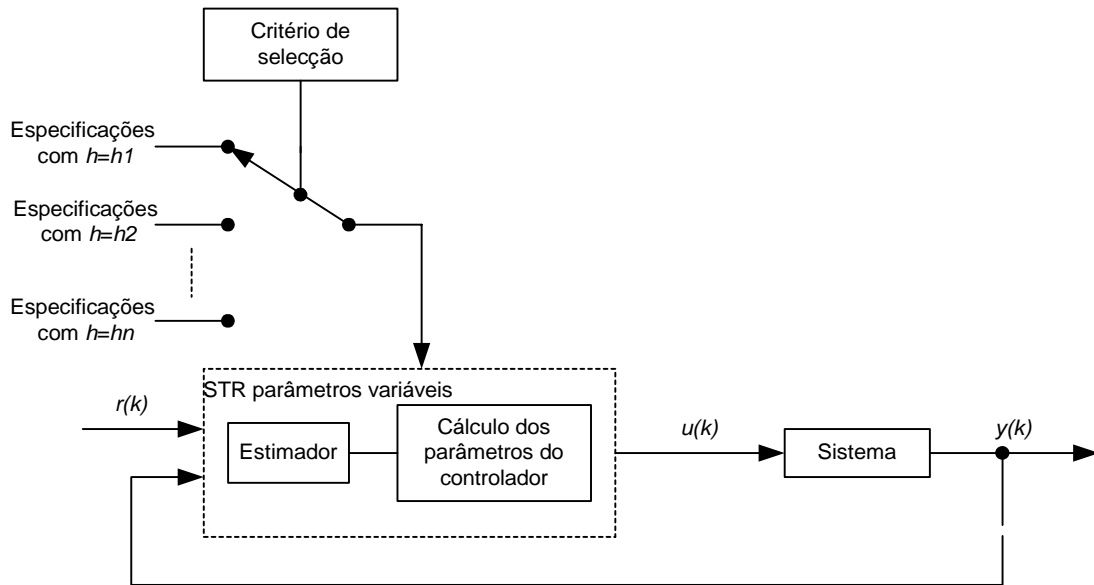 Critério de
selecção
Especificações
com h=h1
Especificações
com h=h2
Especificações
com h=hn
STR parâmetros variáveis
r(k)
Estimador
Cálculo dos
parâmetros do
controlador
u(k)
Sistema
y(k)